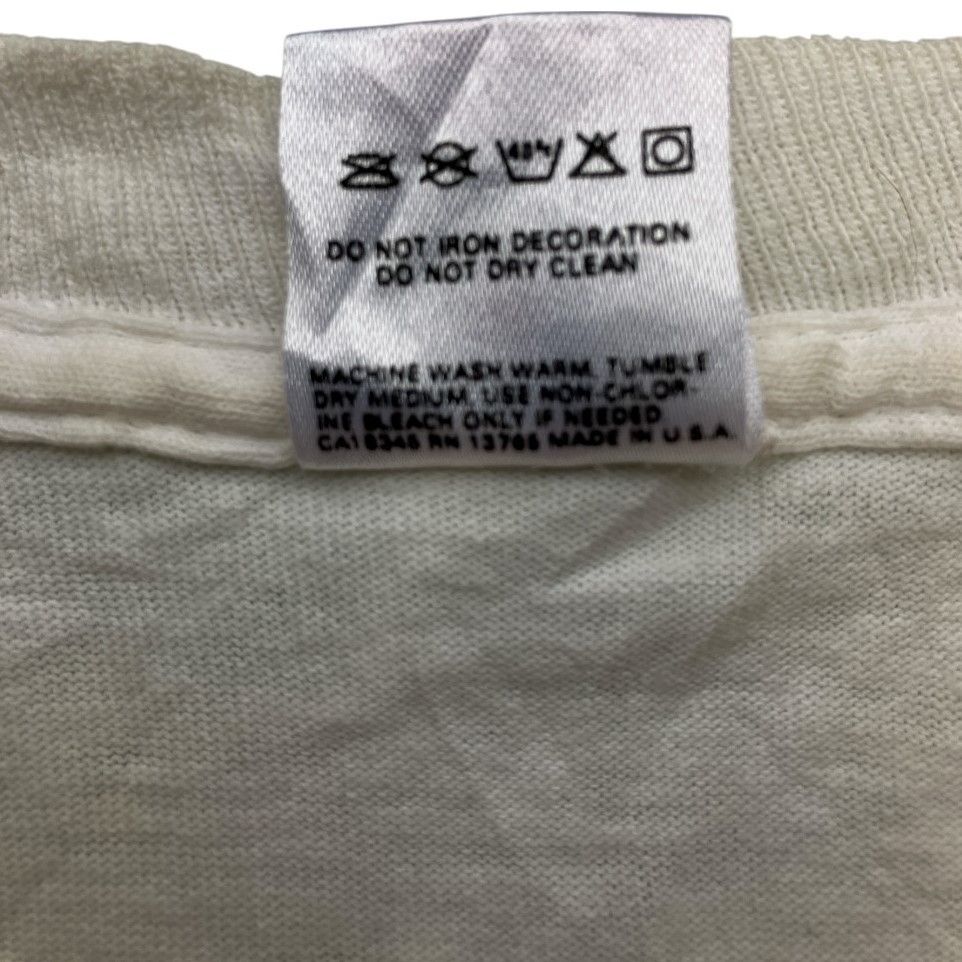 40°
DO NOT IRON DECORATION
DO NOT DRY CLEAN
MACHINE WASH WARM, TUMBLE
DRY MEDIUM, USE NON-CHLOR-
INE BLEACH ONLY IF NEEDED
CA18346 RN 13765 MADE IN U.S.A.